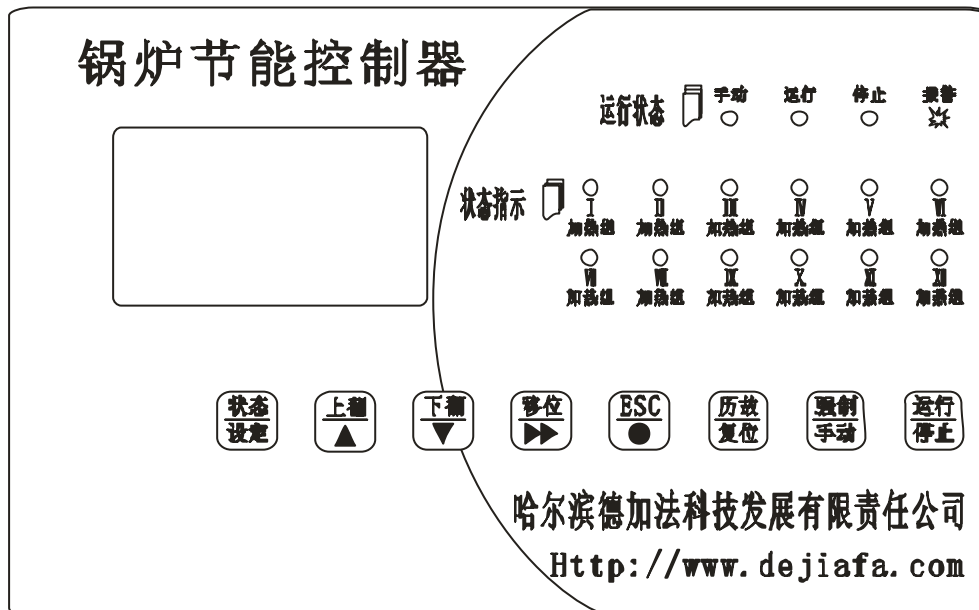 锅炉节能控制器
运行状态 手动 运行 停止 报警
状态指示 I II III IV V VI
加热组 加热组 加热组 加热组 加热组 加热组
VII VIII IX X XI XII
加热组 加热组 加热组 加热组 加热组 加热组
状态 上翻 下翻 移位 ESC 历故 强制 运行
设定 复位 手动 停止
哈尔滨德加法科技发展有限责任公司
Http://www.dejiafa.com